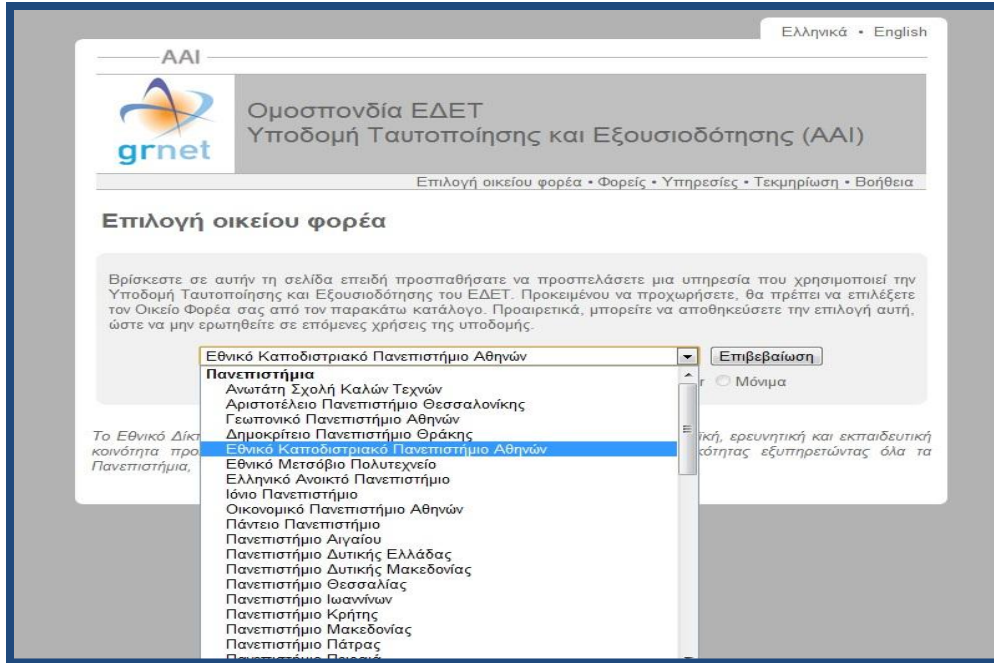 Ελληνικά • English
AAI
grnet
Ομοσπονδία ΕΔΕΤ
Υποδομή Ταυτοποίησης και Εξουσιοδότησης (AAI)
Επιλογή οικείου φορέα • Φορείς • Υπηρεσίες • Τεκμηρίωση • Βοήθεια
Επιλογή οικείου φορέα
Βρίσκεστε σε αυτήν τη σελίδα επειδή προσπαθήσατε να προσπελάσετε μια υπηρεσία που χρησιμοποιεί την
Υποδομή Ταυτοποίησης και Εξουσιοδότησης του ΕΔΕΤ. Προκειμένου να προχωρήσετε, θα πρέπει να επιλέξετε
τον Οικείο Φορέα σας από τον παρακάτω κατάλογο. Προαιρετικά, μπορείτε να αποθηκεύσετε την επιλογή αυτή,
ώστε να μην ερωτηθείτε σε επόμενες χρήσεις της υποδομής.
Εθνικό Καποδιστριακό Πανεπιστήμιο Αθηνών Επιβεβαίωση
r Μόνιμα
Πανεπιστήμια
Ανωτάτη Σχολή Καλών Τεχνών
Αριστοτέλειο Πανεπιστήμιο Θεσσαλονίκης
Γεωπονικό Πανεπιστήμιο Αθηνών
Δημοκρίτειο Πανεπιστήμιο Θράκης
Εθνικό Καποδιστριακό Πανεπιστήμιο Αθηνών
Εθνικό Μετσόβιο Πολυτεχνείο
Ελληνικό Ανοικτό Πανεπιστήμιο
Ιόνιο Πανεπιστήμιο
Οικονομικό Πανεπιστήμιο Αθηνών
Πάντειο Πανεπιστήμιο
Πανεπιστήμιο Αιγαίου
Πανεπιστήμιο Δυτικής Ελλάδας
Πανεπιστήμιο Δυτικής Μακεδονίας
Πανεπιστήμιο Θεσσαλίας
Πανεπιστήμιο Ιωαννίνων
Πανεπιστήμιο Κρήτης
Πανεπιστήμιο Μακεδονίας
Πανεπιστήμιο Πάτρας
Πανεπιστήμιο Πειραιά
Το Εθνικό Δίκτ ϊκή, ερευνητική και εκπαιδευτική
κοινότητα προ κότητας εξυπηρετώντας όλα τα
Πανεπιστήμια,